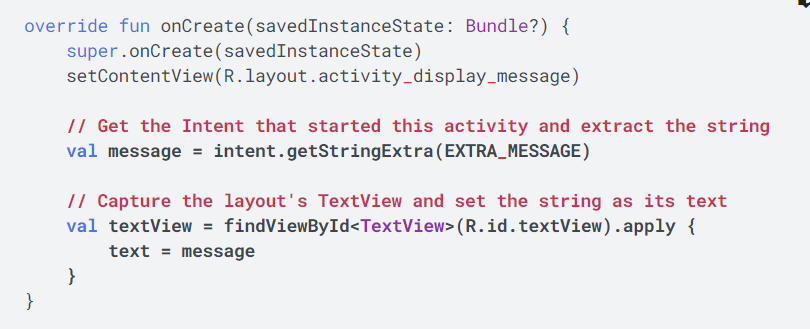 override fun onCreate(savedInstanceState: Bundle?) {
    super.onCreate(savedInstanceState)
    setContentView(R.layout.activity_display_message)

    // Get the Intent that started this activity and extract the string
    val message = intent.getStringExtra(EXTRA_MESSAGE)

    // Capture the layout's TextView and set the string as its text
    val textView = findViewById<TextView>(R.id.textView).apply {
        text = message
    }
}